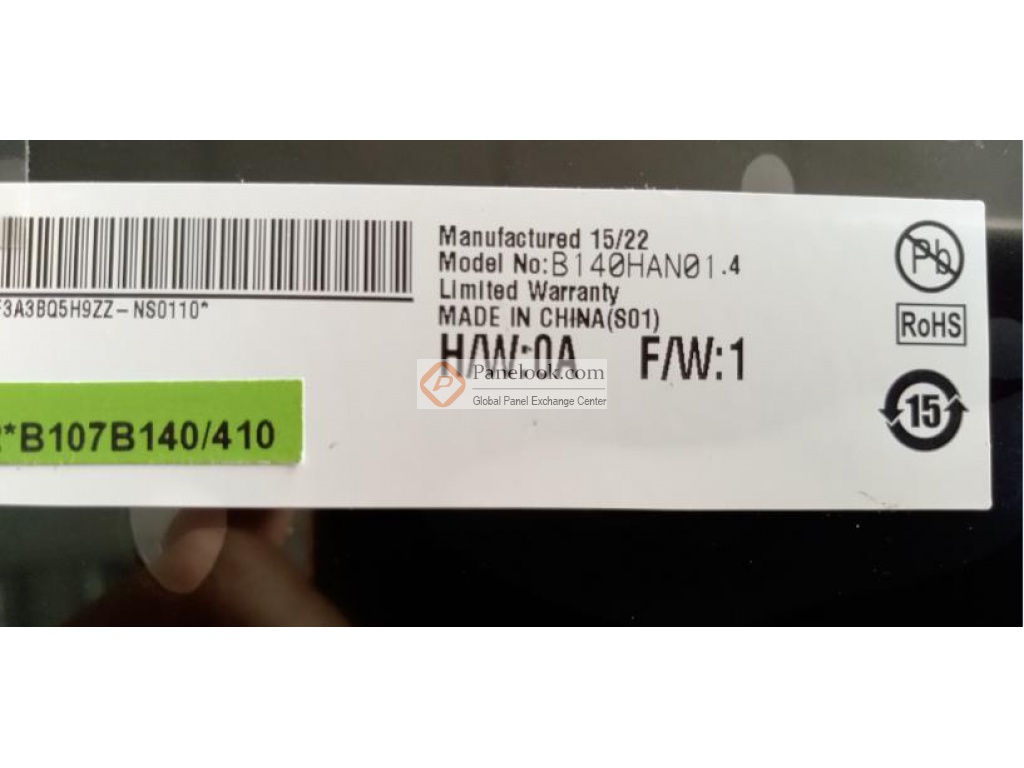 F3A3BQ5H9ZZ-NS0110*
*B107B140/410
Manufactured 15/22
Model No:B140HAN01.4
Limited Warranty
MADE IN CHINA(S01)
H/W:0A F/W:1
Panelook.com
Global Panel Exchange Center
Pb
RoHS
15